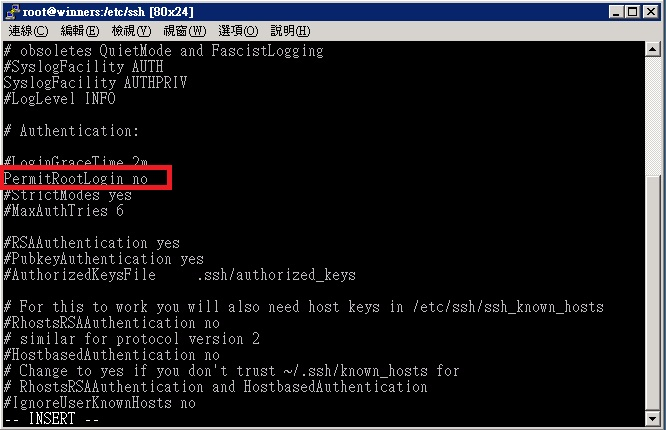 root@winners:/etc/ssh [80x24]
連線(C) 編輯(E) 檢視(V) 視窗(W) 選項(O) 說明(H)
# obsoletes QuietMode and FascistLogging
#SyslogFacility AUTH
SyslogFacility AUTHPRIV
#LogLevel INFO
# Authentication:
#LoginGraceTime 2m
PermitRootLogin no
#StrictModes yes
#MaxAuthTries 6
#RSAAuthentication yes
#PubkeyAuthentication yes
#AuthorizedKeysFile .ssh/authorized_keys
# For this to work you will also need host keys in /etc/ssh/ssh_known_hosts
#RhostsRSAAuthentication no
# similar for protocol version 2
#HostbasedAuthentication no
# Change to yes if you don't trust ~/.ssh/known_hosts for
# RhostsRSAAuthentication and HostbasedAuthentication
#IgnoreUserKnownHosts no
-- INSERT --